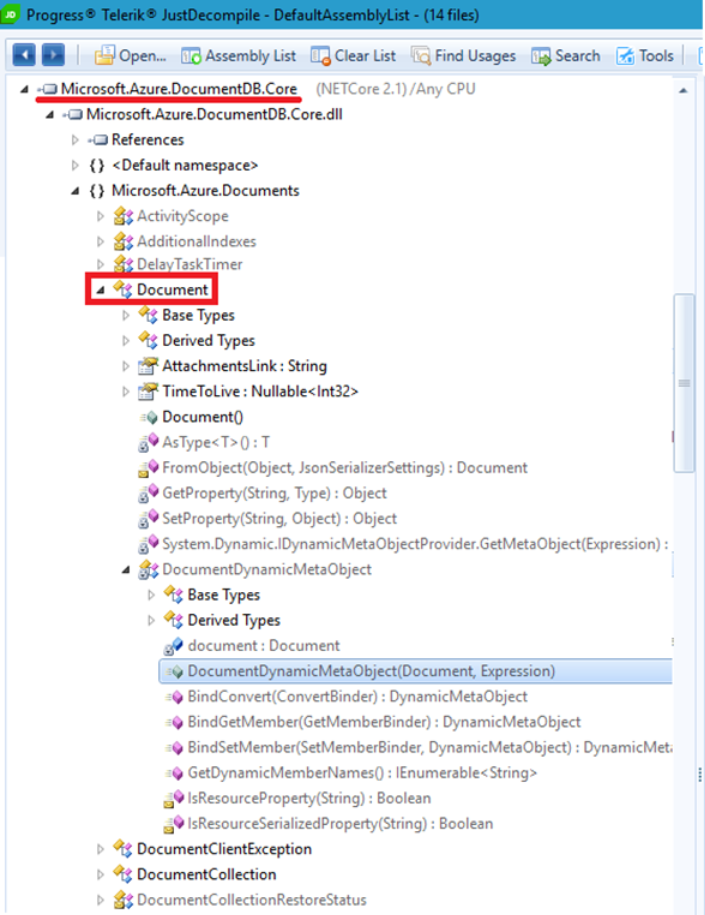 JD Progress® Telerik® JustDecompile - DefaultAssemblyList - (14 files)
Open... Assembly List Clear List Find Usages Search Tools
Microsoft.Azure.DocumentDB.Core (NETCore 2.1) /Any CPU
Microsoft.Azure.DocumentDB.Core.dll
References
{} <Default namespace>
{} Microsoft.Azure.Documents
ActivityScope
AdditionalIndexes
DelayTaskTimer
Document
Base Types
Derived Types
AttachmentsLink : String
TimeToLive : Nullable<Int32>
Document()
AsType<T>() : T
FromObject(Object, JsonSerializerSettings) : Document
GetProperty(String, Type) : Object
SetProperty(String, Object) : Object
System.Dynamic.IDynamicMetaObjectProvider.GetMetaObject(Expression) :
DocumentDynamicMetaObject
Base Types
Derived Types
document : Document
DocumentDynamicMetaObject(Document, Expression)
BindConvert(ConvertBinder) : DynamicMetaObject
BindGetMember(GetMemberBinder) : DynamicMetaObject
BindSetMember(SetMemberBinder, DynamicMetaObject) : DynamicMeta
GetDynamicMemberNames() : IEnumerable<String>
IsResourceProperty(String) : Boolean
IsResourceSerializedProperty(String) : Boolean
DocumentClientException
DocumentCollection
DocumentCollectionRestoreStatus